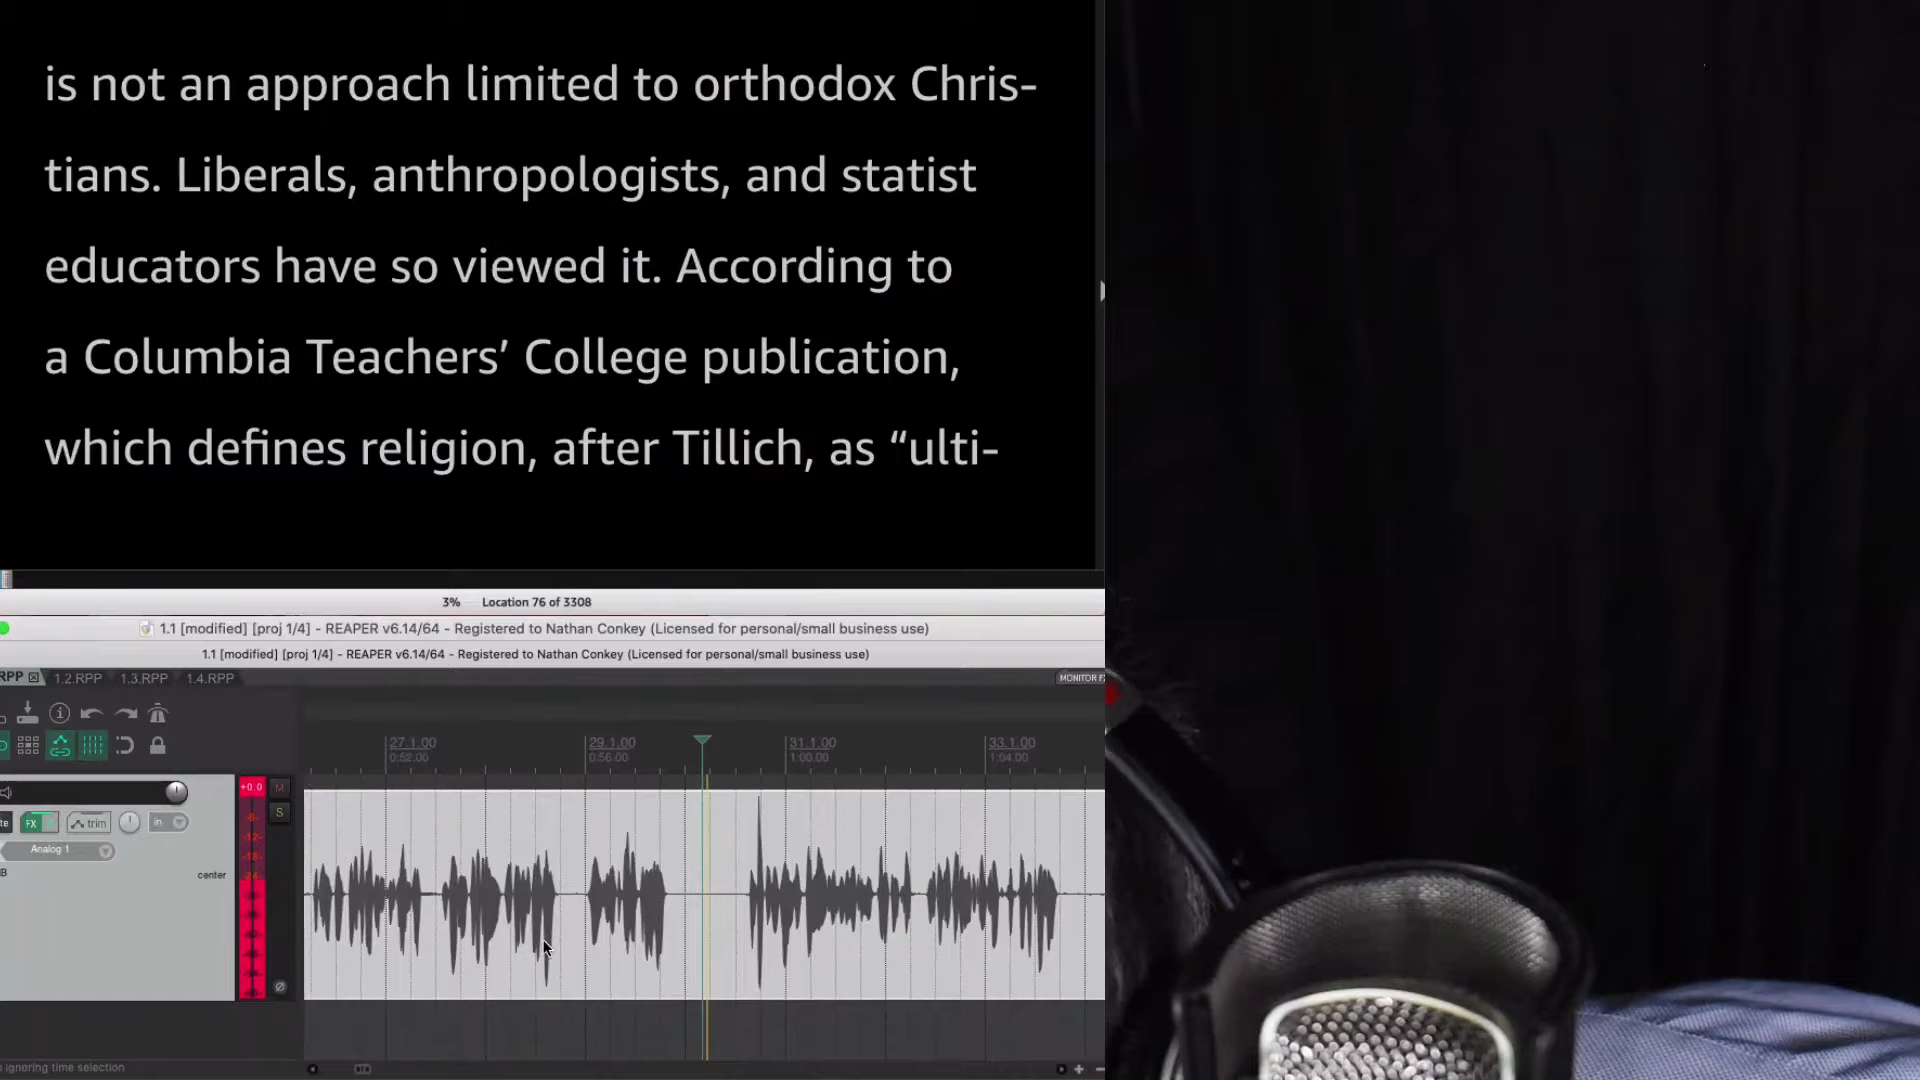 is not an approach limited to orthodox Chris-
tians. Liberals, anthropologists, and statist
educators have so viewed it. According to
a Columbia Teachers’ College publication,
which defines religion, after Tillich, as “ulti-
3% Location 76 of 3308
1.1 [modified] [proj 1/4] - REAPER v6.14/64 - Registered to Nathan Conkey (Licensed for personal/small business use)
1.1 [modified] [proj 1/4] - REAPER v6.14/64 - Registered to Nathan Conkey (Licensed for personal/small business use)
RPP 1.2.RPP 1.3.RPP 1.4.RPP
MONITOR F
27.1.00 29.1.00 31.1.00 33.1.00
0:52.00 0:56.00 1:00.00 1:04.00
+0.0 M
S
-6-
-12-
-18-
FX trim in
Analog 1
center
ignoring time selection